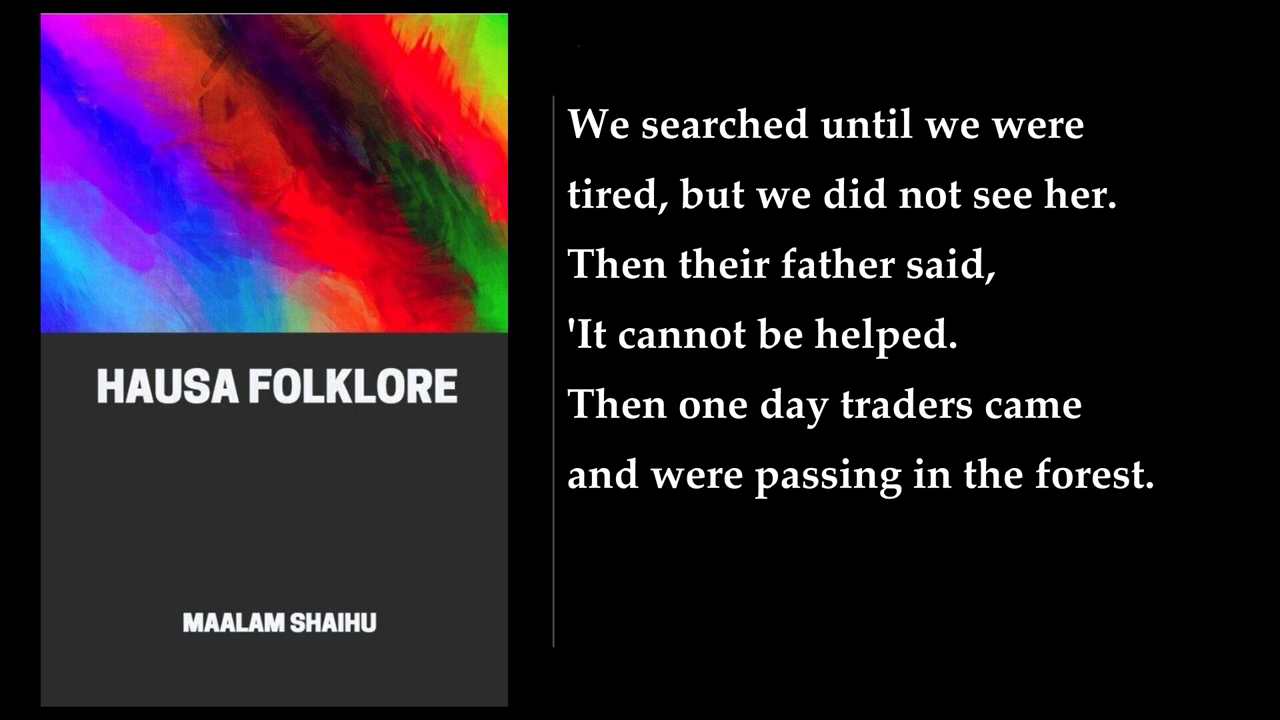 HAUSA FOLKLORE
MAALAM SHAIHU
We searched until we were
tired, but we did not see her.
Then their father said,
'It cannot be helped.
Then one day traders came
and were passing in the forest.